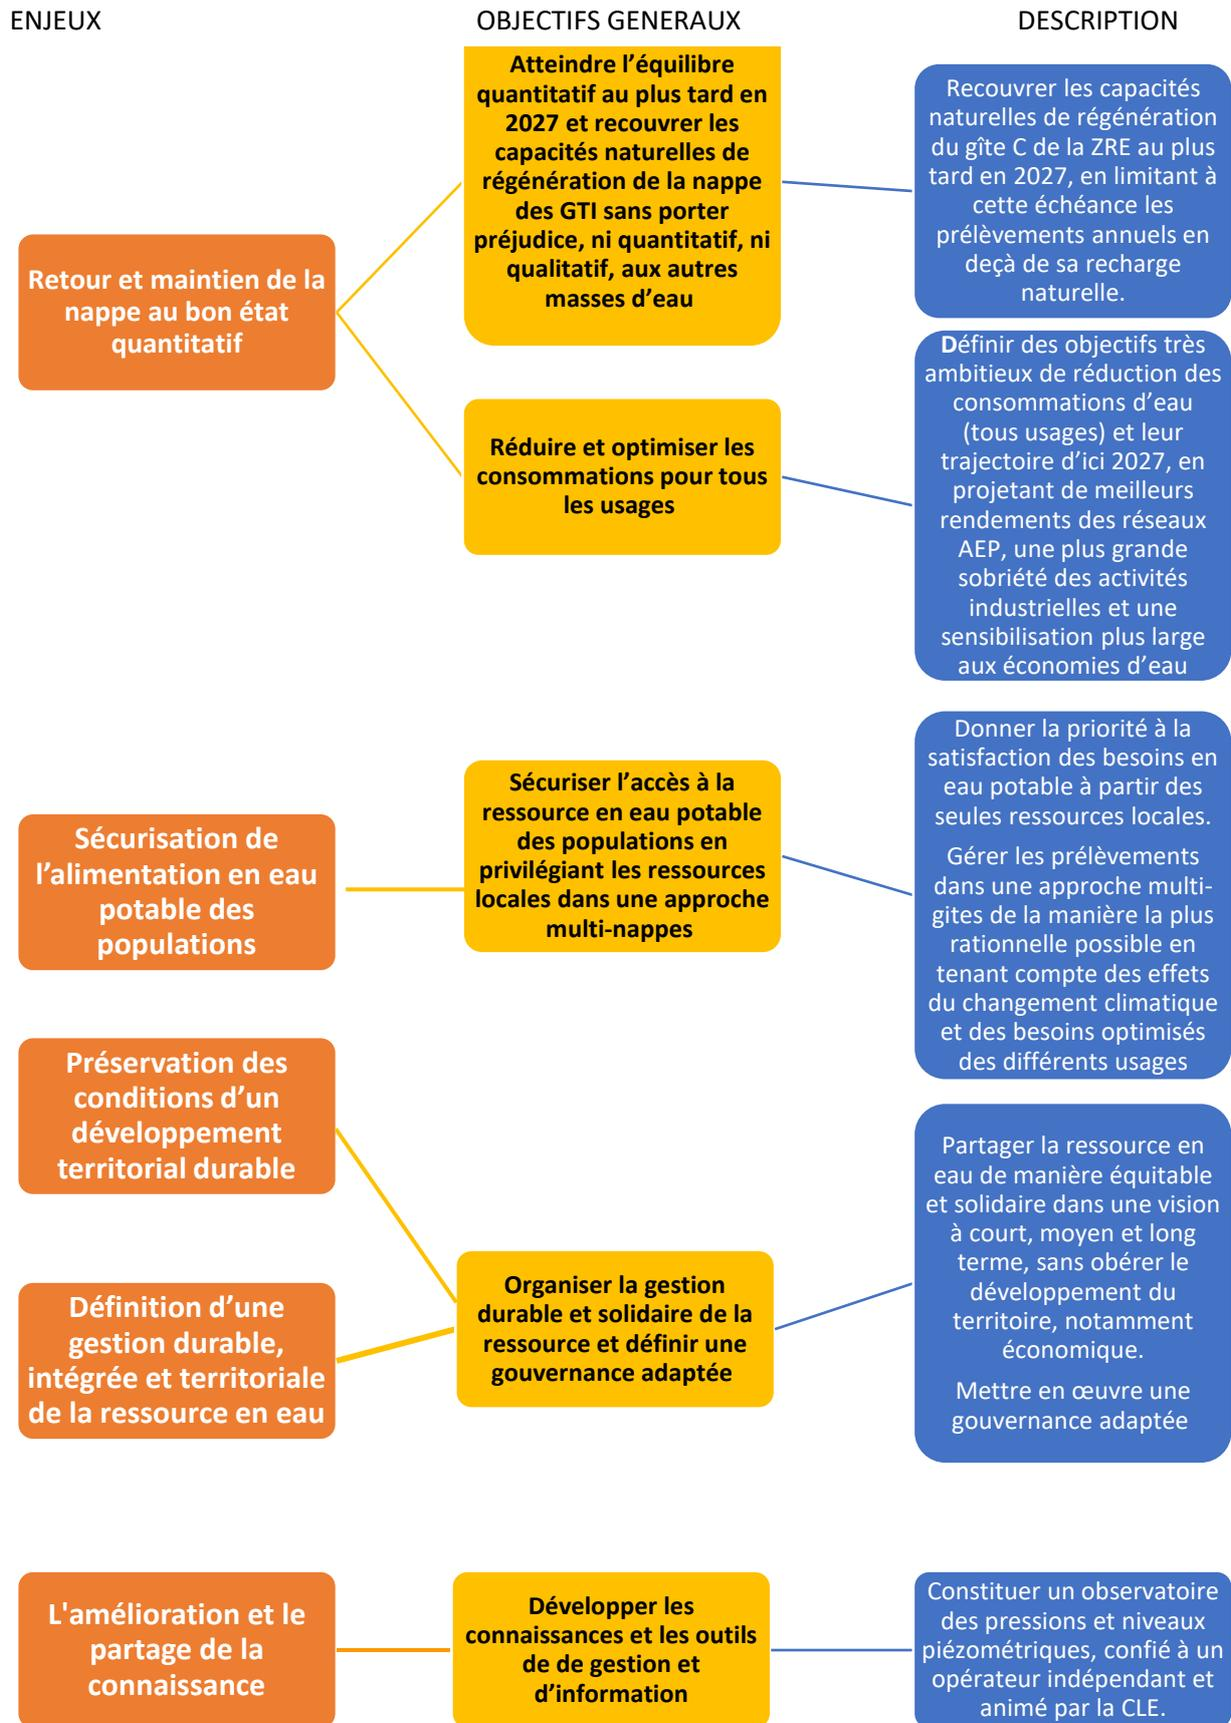 ENJEUX
OBJECTIFS GENERAUX
DESCRIPTION
Retour et maintien de la
nappe au bon état
quantitatif
Atteindre l’équilibre
quantitatif au plus tard en
2027 et recouvrer les
capacités naturelles de
régénération de la nappe
des GTI sans porter
préjudice, ni quantitatif, ni
qualitatif, aux autres
masses d’eau
Recouvrer les capacités
naturelles de régénération
du gîte C de la ZRE au plus
tard en 2027, en limitant à
cette échéance les
prélèvements annuels en
deçà de sa recharge
naturelle.
Réduire et optimiser les
consommations pour tous
les usages
Définir des objectifs très
ambitieux de réduction des
consommations d’eau
(tous usages) et leur
trajectoire d’ici 2027, en
projetant de meilleurs
rendements des réseaux
AEP, une plus grande
sobriété des activités
industrielles et une
sensibilisation plus large
aux économies d’eau
Sécurisation de
l’alimentation en eau
potable des
populations
Sécuriser l’accès à la
ressource en eau potable
des populations en
privilégiant les ressources
locales dans une approche
multi-nappes
Donner la priorité à la
satisfaction des besoins en
eau potable à partir des
seules ressources locales.
Gérer les prélèvements
dans une approche multi-
gites de la manière la plus
rationnelle possible en
tenant compte des effets
du changement climatique
et des besoins optimisés
des différents usages
Préservation des
conditions d’un
développement
territorial durable
Définition d’une
gestion durable,
intégrée et territoriale
de la ressource en eau
Organiser la gestion
durable et solidaire de la
ressource et définir une
gouvernance adaptée
Partager la ressource en
eau de manière équitable
et solidaire dans une vision
à court, moyen et long
terme, sans obérer le
développement du
territoire, notamment
économique.
Mettre en œuvre une
gouvernance adaptée
L'amélioration et le
partage de la
connaissance
Développer les
connaissances et les outils
de de gestion et
d’information
Constituer un observatoire
des pressions et niveaux
piézométriques, confié à un
opérateur indépendant et
animé par la CLE.